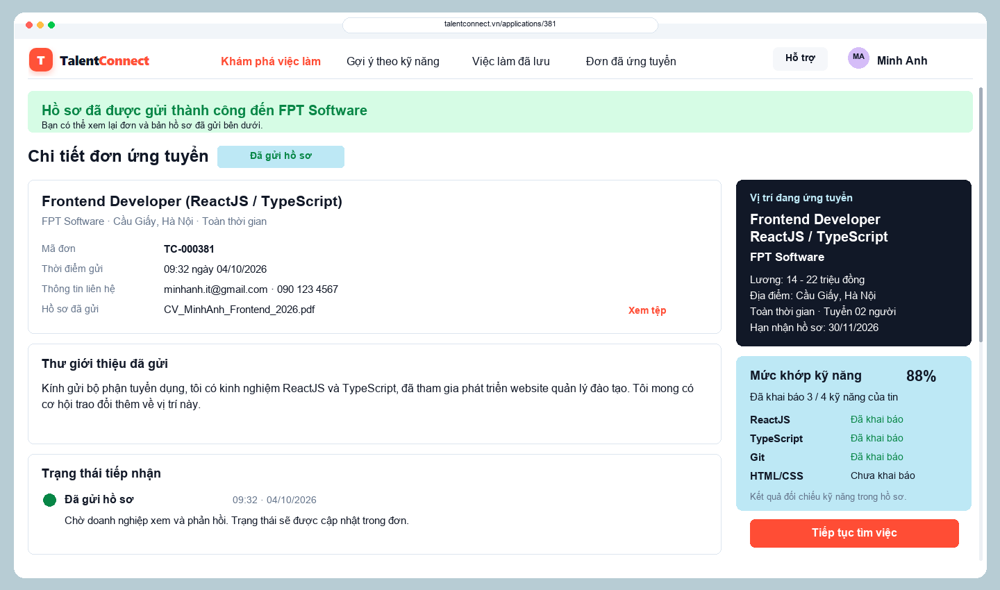 talentconnect.vn/applications/381
T TalentConnect
Khám phá việc làm
Gợi ý theo kỹ năng
Việc làm đã lưu
Đơn đã ứng tuyển
Hỗ trợ
MA
Minh Anh
Hồ sơ đã được gửi thành công đến FPT Software
Bạn có thể xem lại đơn và bản hồ sơ đã gửi bên dưới.
Chi tiết đơn ứng tuyển
Đã gửi hồ sơ
Frontend Developer (ReactJS / TypeScript)
FPT Software · Cầu Giấy, Hà Nội · Toàn thời gian
Mã đơn TC-000381
Thời điểm gửi 09:32 ngày 04/10/2026
Thông tin liên hệ minhanh.it@gmail.com · 090 123 4567
Hồ sơ đã gửi CV_MinhAnh_Frontend_2026.pdf Xem tệp
Thư giới thiệu đã gửi
Kính gửi bộ phận tuyển dụng, tôi có kinh nghiệm ReactJS và TypeScript, đã tham gia phát triển website quản lý đào tạo. Tôi mong có
cơ hội trao đổi thêm về vị trí này.
Trạng thái tiếp nhận
Đã gửi hồ sơ 09:32 · 04/10/2026
Chờ doanh nghiệp xem và phản hồi. Trạng thái sẽ được cập nhật trong đơn.
Vị trí đang ứng tuyển
Frontend Developer
ReactJS / TypeScript
FPT Software
Lương: 14 - 22 triệu đồng
Địa điểm: Cầu Giấy, Hà Nội
Toàn thời gian · Tuyển 02 người
Hạn nhận hồ sơ: 30/11/2026
Mức khớp kỹ năng 88%
Đã khai báo 3 / 4 kỹ năng của tin
ReactJS Đã khai báo
TypeScript Đã khai báo
Git Đã khai báo
HTML/CSS Chưa khai báo
Kết quả đối chiếu kỹ năng trong hồ sơ.
Tiếp tục tìm việc